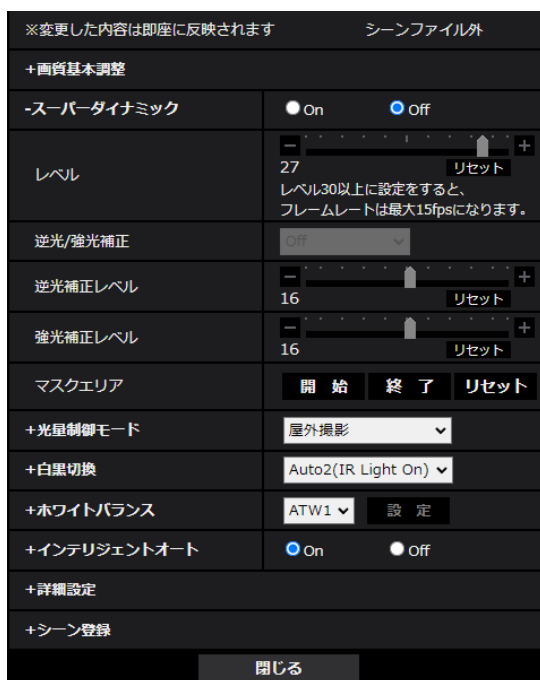 ※変更した内容は即座に反映されます シーンファイル外
+画質基本調整
-スーパーダイナミック On Off
レベル
− +
27 リセット
レベル30以上に設定をすると、
フレームレートは最大15fpsになります。
逆光/強光補正 Off
逆光補正レベル
− +
16 リセット
強光補正レベル
− +
16 リセット
マスクエリア 開 始 終 了 リセット
+光量制御モード 屋外撮影
+白黒切換 Auto2(IR Light On)
+ホワイトバランス ATW1 設 定
+インテリジェントオート On Off
+詳細設定
+シーン登録
閉じる